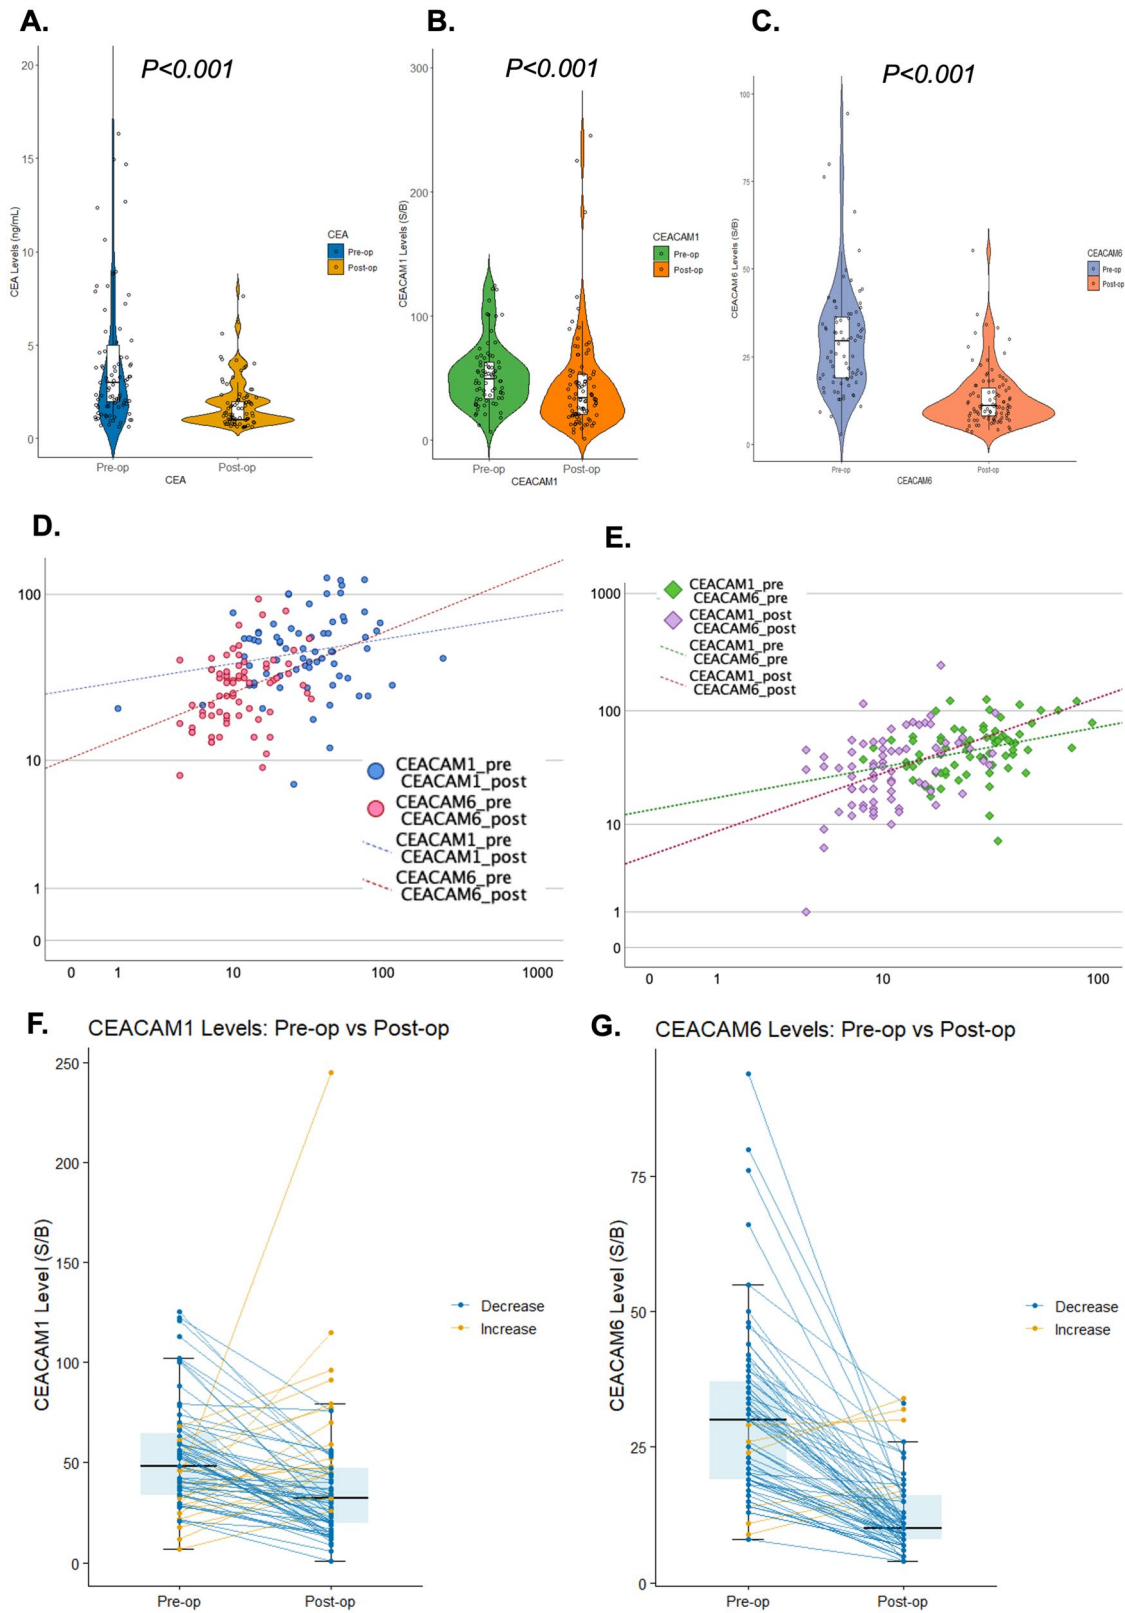 A.
P<0.001
20
15
10
5
0
CEA Levels (ng/mL)
Pre-op
Post-op
CEA
CEA
Pre-op
Post-op
B.
P<0.001
300
200
100
0
CEACAM1 Levels (S/B)
Pre-op
Post-op
CEACAM1
CEACAM1
Pre-op
Post-op
C.
P<0.001
100
75
50
25
0
CEACAM6 Levels (S/B)
Pre-op
Post-op
CEACAM6
CEACAM6
Pre-op
Post-op
D.
100
10
1
0
0
1
10
100
1000
CEACAM1_pre
CEACAM1_post
CEACAM6_pre
CEACAM6_post
CEACAM1_pre
CEACAM1_post
CEACAM6_pre
CEACAM6_post
E.
1000
100
10
1
0
0
1
10
100
CEACAM1_pre
CEACAM6_pre
CEACAM1_post
CEACAM6_post
CEACAM1_pre
CEACAM6_pre
CEACAM1_post
CEACAM6_post
F.
CEACAM1 Levels: Pre-op vs Post-op
250
200
150
100
50
0
CEACAM1 Level (S/B)
Pre-op
Post-op
Decrease
Increase
G.
CEACAM6 Levels: Pre-op vs Post-op
75
50
25
0
CEACAM6 Level (S/B)
Pre-op
Post-op
Decrease
Increase